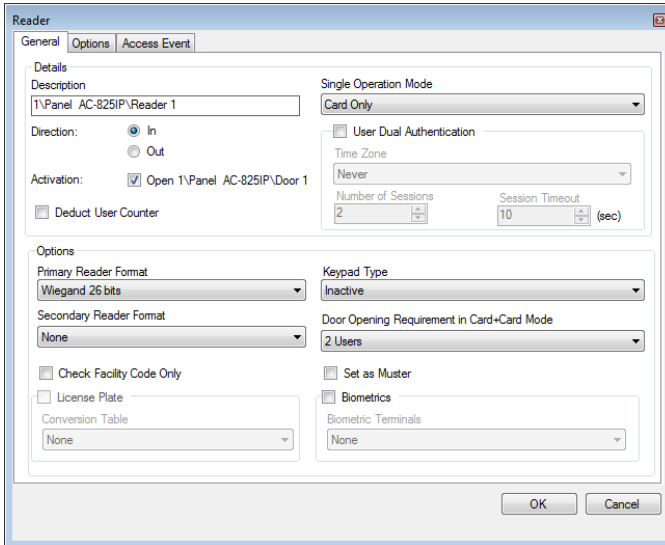 Reader
General Options Access Event
Details
Description
1\Panel AC-825IP\Reader 1
Direction:
In
Out
Activation:
Open 1\Panel AC-825IP\Door 1
Deduct User Counter
Single Operation Mode
Card Only
User Dual Authentication
Time Zone
Never
Number of Sessions Session Timeout
2 10 (sec)
Options
Primary Reader Format
Wiegand 26 bits
Secondary Reader Format
None
Check Facility Code Only
License Plate
Conversion Table
None
Keypad Type
Inactive
Door Opening Requirement in Card+Card Mode
2 Users
Set as Muster
Biometrics
Biometric Terminals
None
OK Cancel